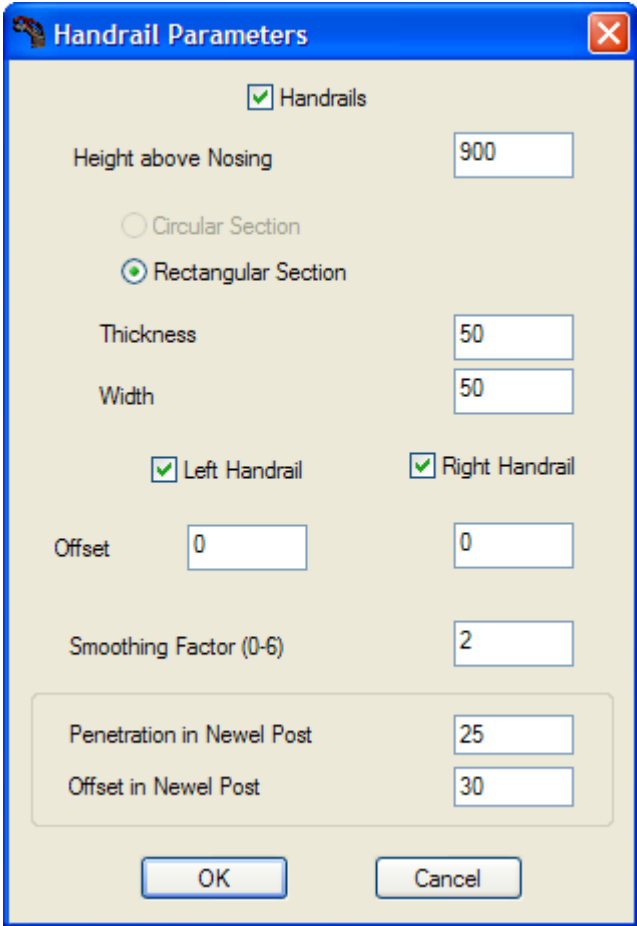 Handrail Parameters
Handrails
Height above Nosing 900
Circular Section
Rectangular Section
Thickness 50
Width 50
Left Handrail Right Handrail
Offset 0 0
Smoothing Factor (0-6) 2
Penetration in Newel Post 25
Offset in Newel Post 30
OK Cancel